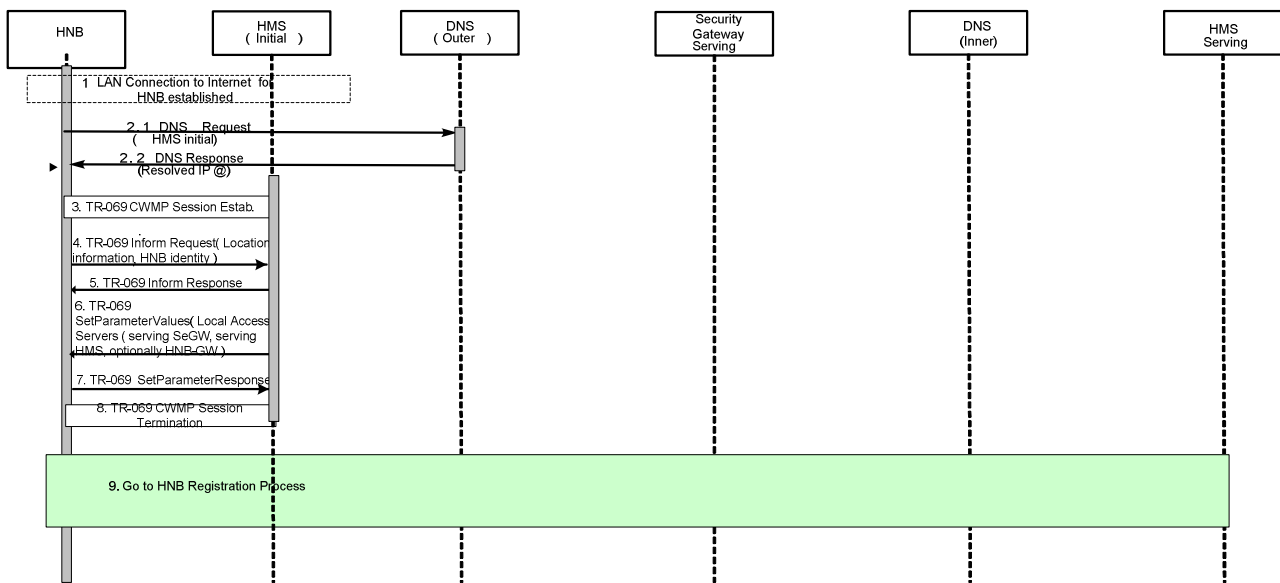 HNB
HMS
( Initial )
DNS
( Outer )
Security
Gateway
Serving
DNS
(Inner)
HMS
Serving
1 LAN Connection to Internet for
HNB established
2.1 DNS Request
( HMS initial)
2.2 DNS Response
(Resolved IP @)
3. TR-069 CWMP Session Estab.
4. TR-069 Inform Request( Location
information, HNB identity )
5. TR-069 Inform Response
6. TR-069
SetParameterValues( Local Access
Servers ( serving SeGW, serving
HMS, optionally HNB-GW )
7. TR-069 SetParameterResponse
8. TR-069 CWMP Session
Termination
9. Go to HNB Registration Process